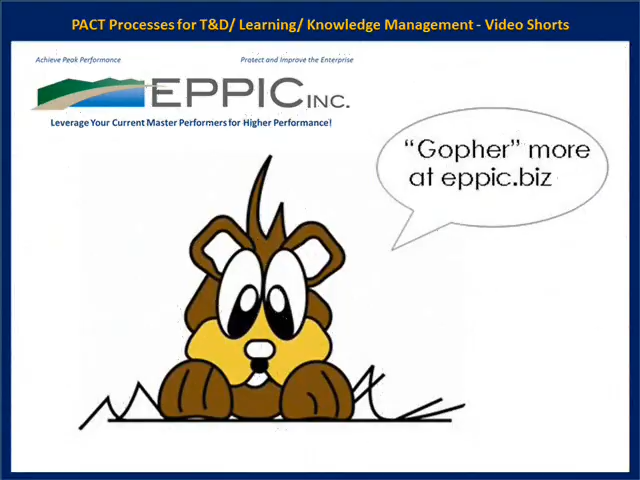 PACT Processes for T&D/ Learning/ Knowledge Management - Video Shorts
Achieve Peak Performance
Protect and Improve the Enterprise
EPPIC INC.
Leverage Your Current Master Performers for Higher Performance!
“Gopher” more
at eppic.biz